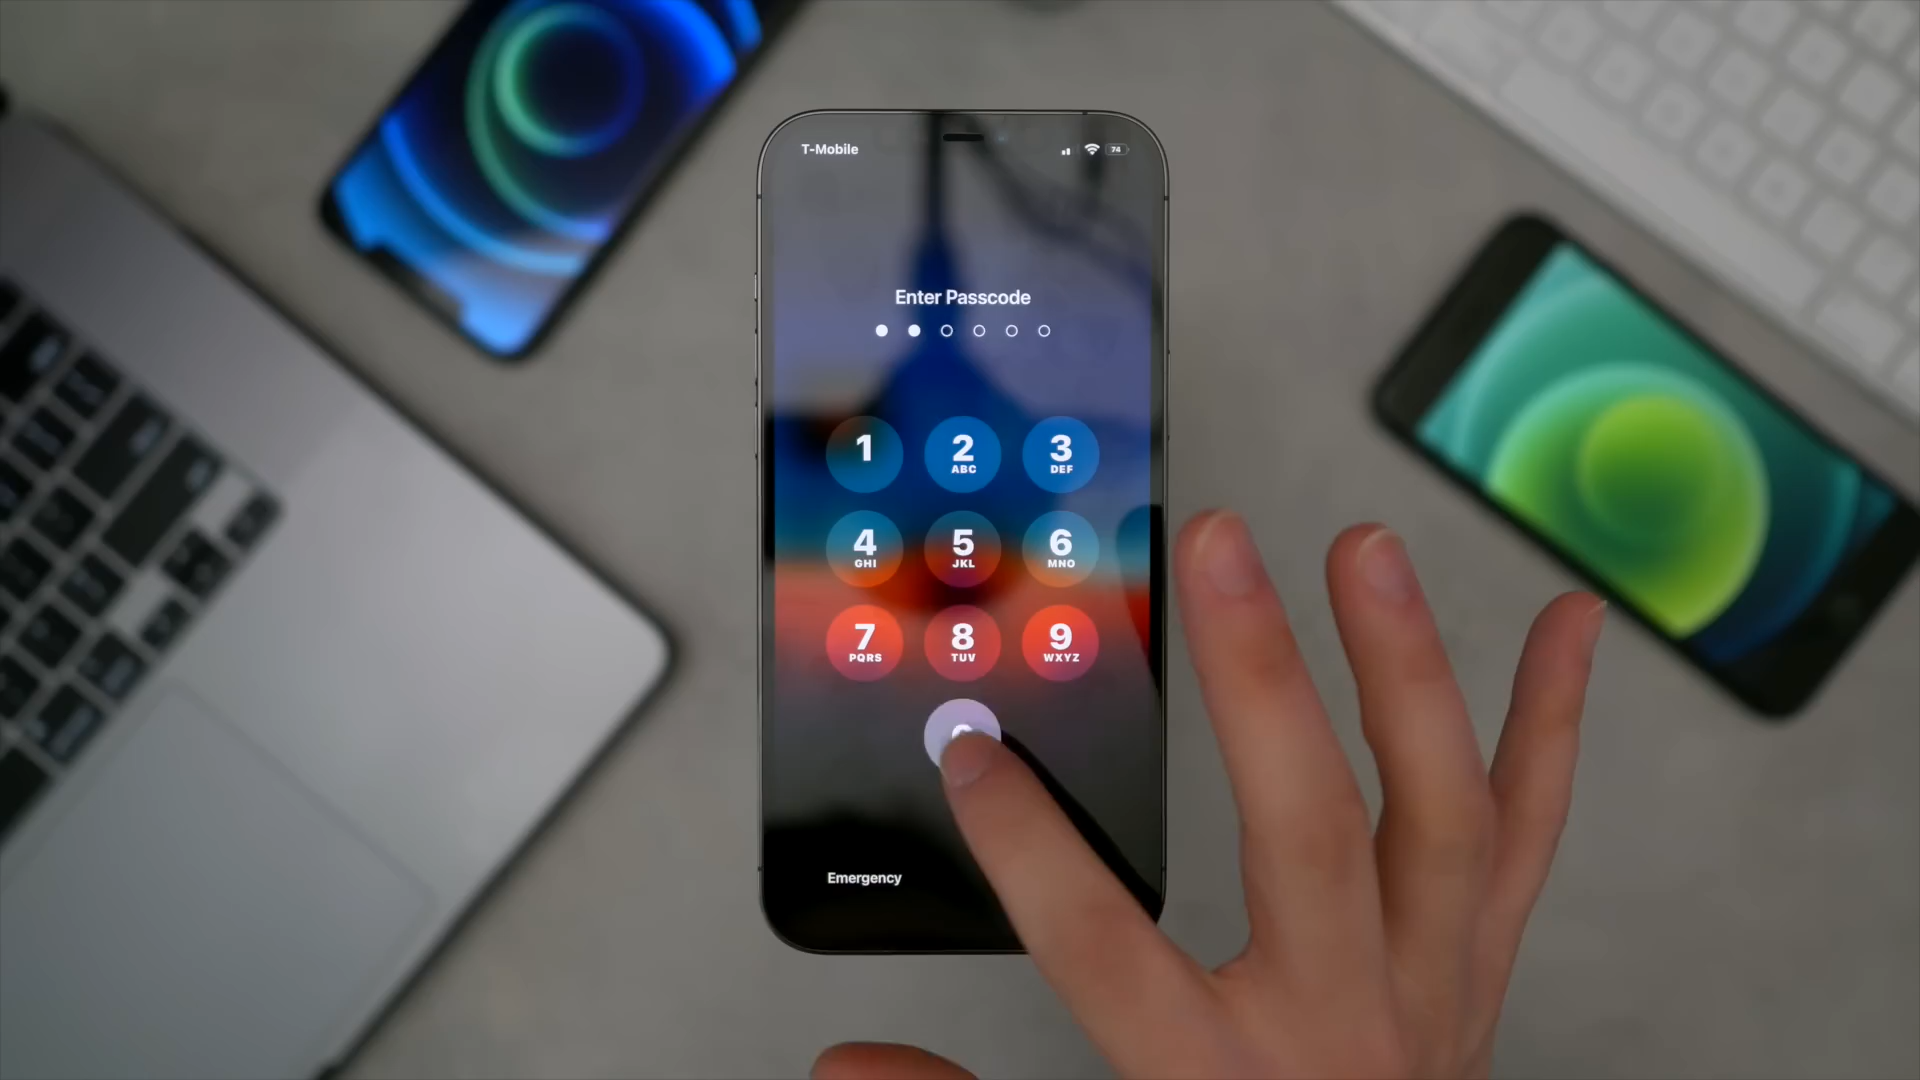 T-Mobile 74
Enter Passcode
1 2 3
ABC DEF
4 5 6
GHI JKL MNO
7 8 9
PQRS TUV WXYZ
Emergency